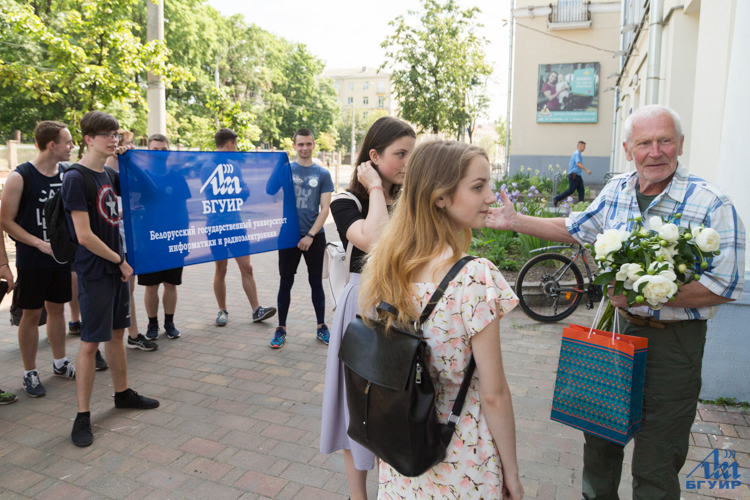 БГУИР
Белорусский государственный университет
информатики и радиоэлектроники
БГУИР